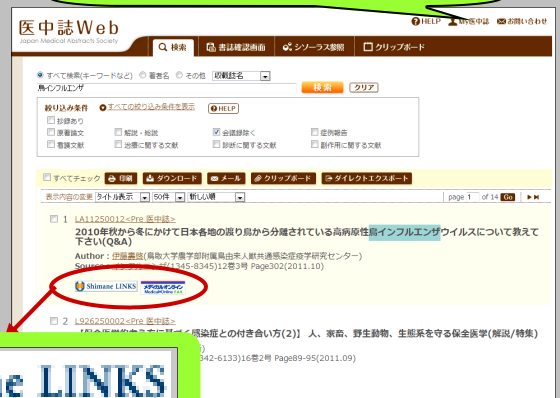 医中誌Web
Japan Medical Abstracts Society
HELP My医中誌 お問い合わせ
検索 書誌確認画面 シソーラス参照 クリップボード
すべて検索(キーワードなど) 著者名 その他 収載誌名
鳥インフルエンザ 検索 クリア
絞り込み条件 すべての絞り込み条件を表示 HELP
抄録あり
原著論文 解説・総説 会議録除く 症例報告
看護文献 治療に関する文献 診断に関する文献 副作用に関する文献
すべてチェック 印刷 ダウンロード メール クリップボード ダイレクトエクスポート
表示内容の変更 タイトル表示 50件 新しい順 page 1 of 14 GO
1 LA11250012<Pre 医中誌>
2010年秋から冬にかけて日本各地の渡り鳥から分離されている高病原性鳥インフルエンザウイルスについて教えて
下さい(Q&A)
Author : 伊藤壽啓(鳥取大学農学部附属鳥由来人獣共通感染症疫学研究センター)
(1345-8345)12巻3号 Page302(2011.10)
Shimane LINKS メディカルオンライン
2 L926250002<Pre 医中誌>
感染症との付き合い方(2)】 人、家畜、野生動物、生態系を守る保全医学(解説/特集)
342-6133)16巻2号 Page89-95(2011.09)
LINKS